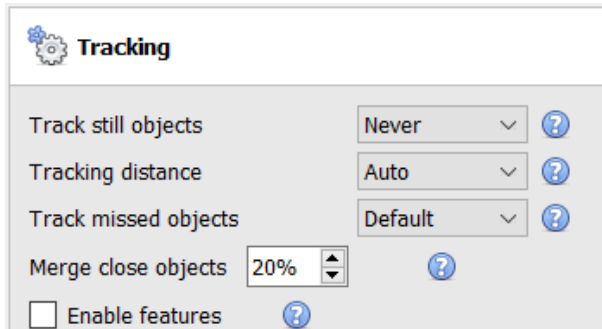 Tracking
Track still objects Never ?
Tracking distance Auto ?
Track missed objects Default ?
Merge close objects 20% ?
Enable features ?